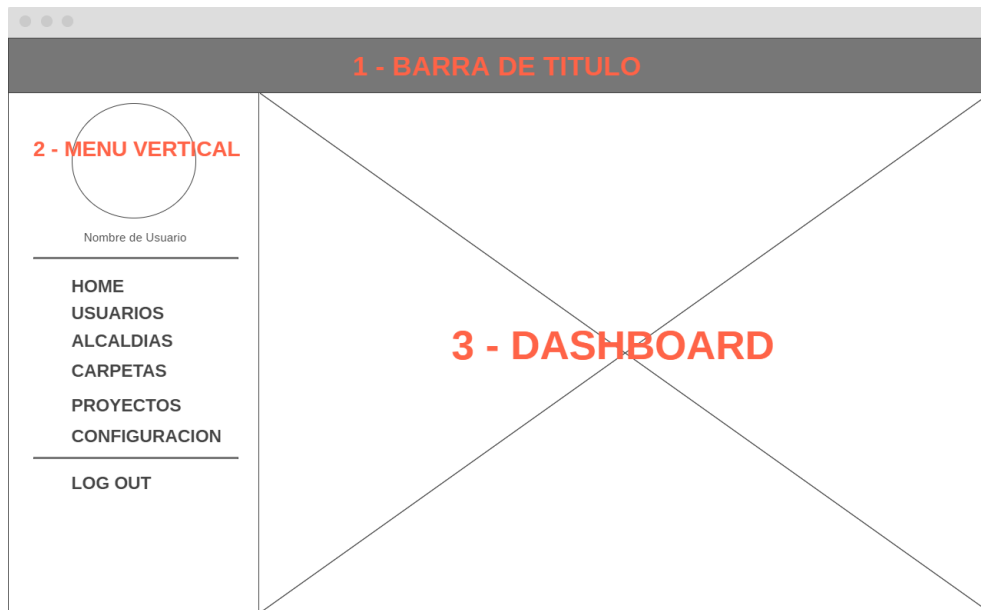 1 - BARRA DE TITULO
2 - MENU VERTICAL
Nombre de Usuario
HOME
USUARIOS
ALCALDIAS
CARPETAS
PROYECTOS
CONFIGURACION
LOG OUT
3 - DASHBOARD